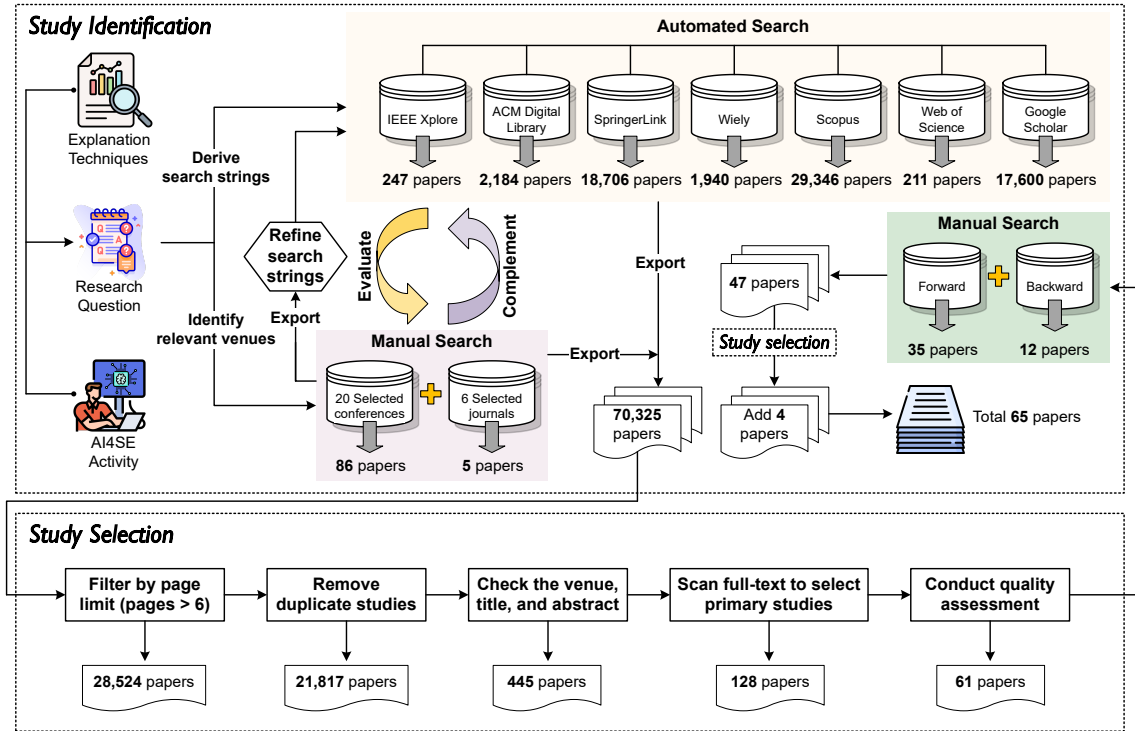 Study Identification
Explanation
Techniques
Research
Question
AI4SE
Activity
Derive
search strings
Identify
relevant venues
Refine
search
strings
Export
Evaluate
Complement
Automated Search
IEEE Xplore
247 papers
ACM Digital
Library
2,184 papers
SpringerLink
18,706 papers
Wiely
1,940 papers
Scopus
29,346 papers
Web of
Science
211 papers
Google
Scholar
17,600 papers
Manual Search
20 Selected
conferences
86 papers
6 Selected
journals
5 papers
Export
Export
70,325
papers
Manual Search
Forward
35 papers
Backward
12 papers
47 papers
Study selection
Add 4
papers
Total 65 papers
Study Selection
Filter by page
limit (pages > 6)
28,524 papers
Remove
duplicate studies
21,817 papers
Check the venue,
title, and abstract
445 papers
Scan full-text to select
primary studies
128 papers
Conduct quality
assessment
61 papers